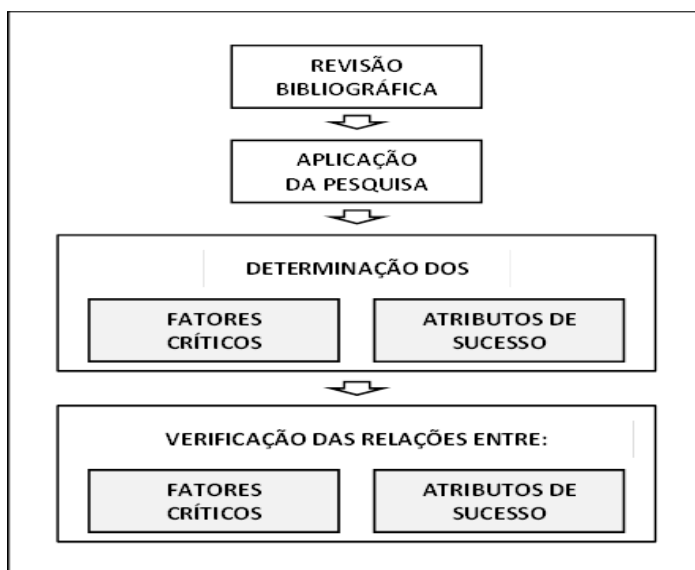 REVISÃO
BIBLIOGRÁFICA
APLICAÇÃO
DA PESQUISA
DETERMINAÇÃO DOS
FATORES
CRÍTICOS
ATRIBUTOS DE
SUCESSO
VERIFICAÇÃO DAS RELAÇÕES ENTRE:
FATORES
CRÍTICOS
ATRIBUTOS DE
SUCESSO